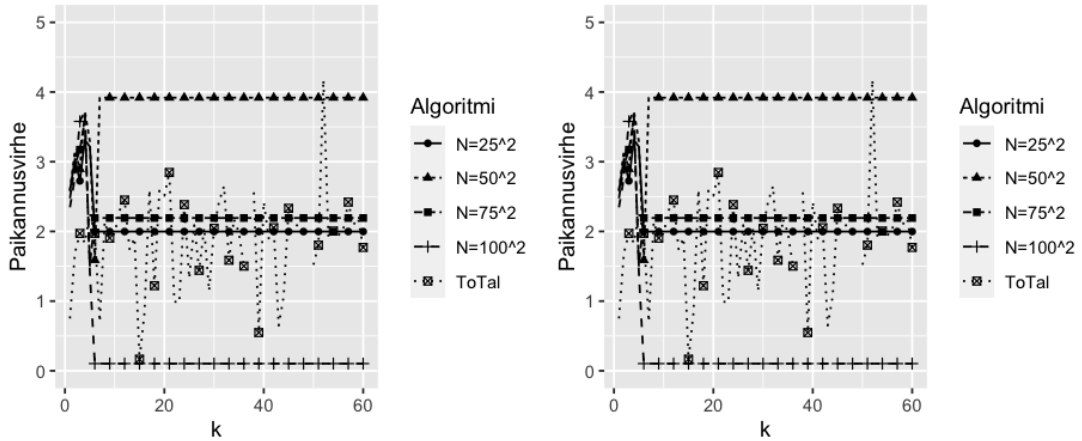 5
4
3
2
1
0
Paikannusvirhe
0
20
40
60
k
Algoritmi
N=25^2
N=50^2
N=75^2
N=100^2
ToTal
5
4
3
2
1
0
Paikannusvirhe
0
20
40
60
k
Algoritmi
N=25^2
N=50^2
N=75^2
N=100^2
ToTal